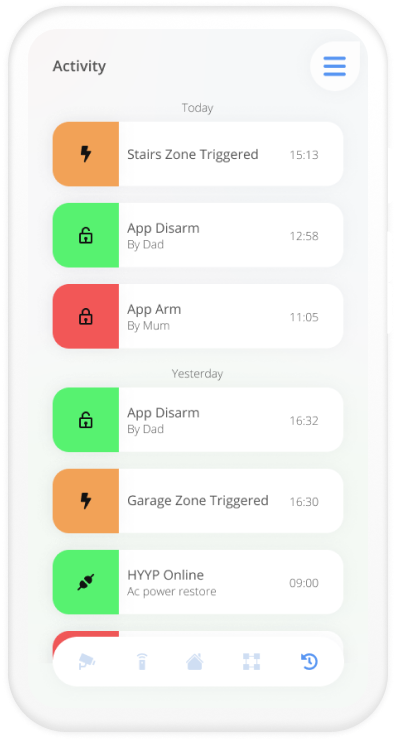 Activity
Today
Stairs Zone Triggered 15:13
App Disarm
By Dad
12:58
App Arm
By Mum
11:05
Yesterday
App Disarm
By Dad
16:32
Garage Zone Triggered 16:30
HYYP Online
Ac power restore
09:00